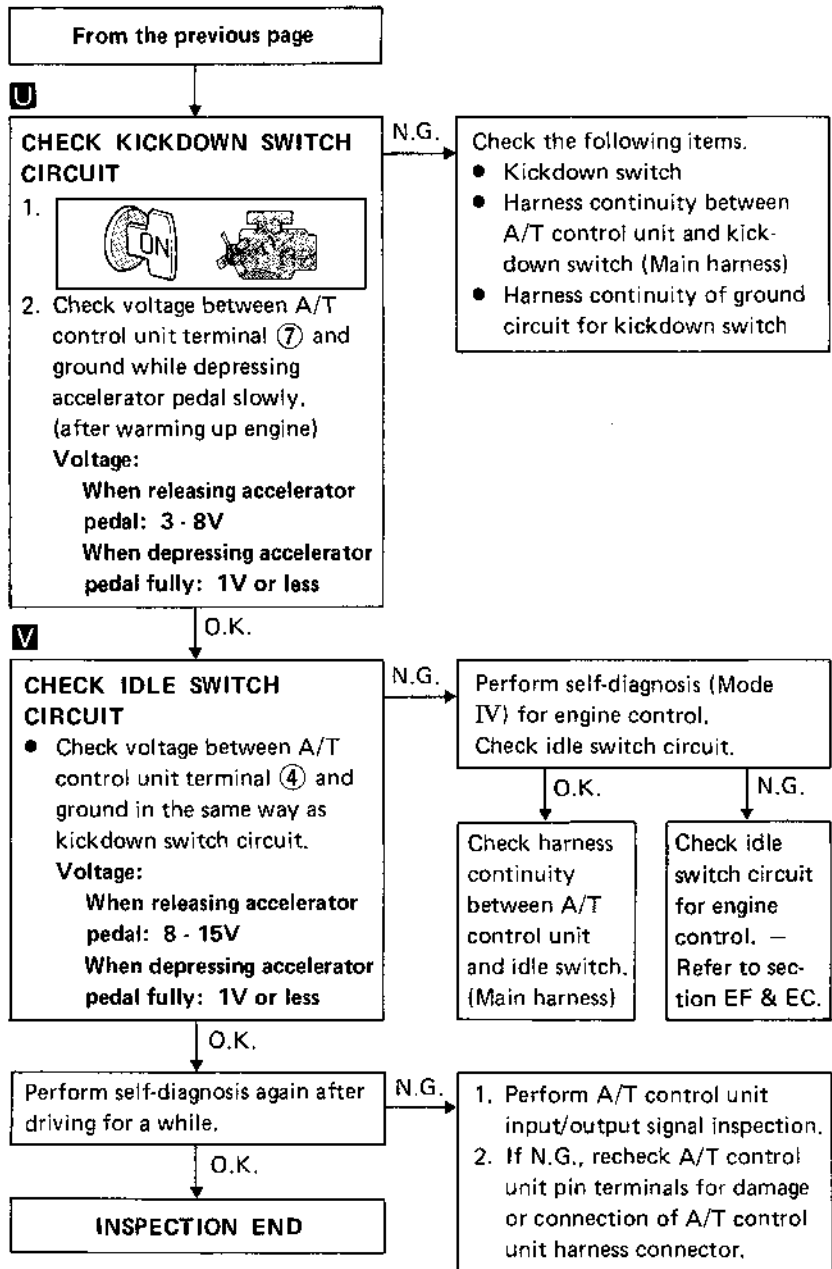 From the previous page
U
CHECK KICKDOWN SWITCH
CIRCUIT
1.
ON
2. Check voltage between A/T
control unit terminal ⑦ and
ground while depressing
accelerator pedal slowly.
(after warming up engine)
Voltage:
When releasing accelerator
pedal: 3 - 8V
When depressing accelerator
pedal fully: 1V or less
N.G.
Check the following items.
● Kickdown switch
● Harness continuity between
A/T control unit and kick-
down switch (Main harness)
● Harness continuity of ground
circuit for kickdown switch
O.K.
V
CHECK IDLE SWITCH
CIRCUIT
● Check voltage between A/T
control unit terminal ④ and
ground in the same way as
kickdown switch circuit.
Voltage:
When releasing accelerator
pedal: 8 - 15V
When depressing accelerator
pedal fully: 1V or less
N.G.
Perform self-diagnosis (Mode
IV) for engine control.
Check idle switch circuit.
O.K.
N.G.
Check harness
continuity
between A/T
control unit
and idle switch.
(Main harness)
Check idle
switch circuit
for engine
control. —
Refer to sec-
tion EF & EC.
O.K.
Perform self-diagnosis again after
driving for a while.
N.G.
1. Perform A/T control unit
input/output signal inspection.
2. If N.G., recheck A/T control
unit pin terminals for damage
or connection of A/T control
unit harness connector.
O.K.
INSPECTION END